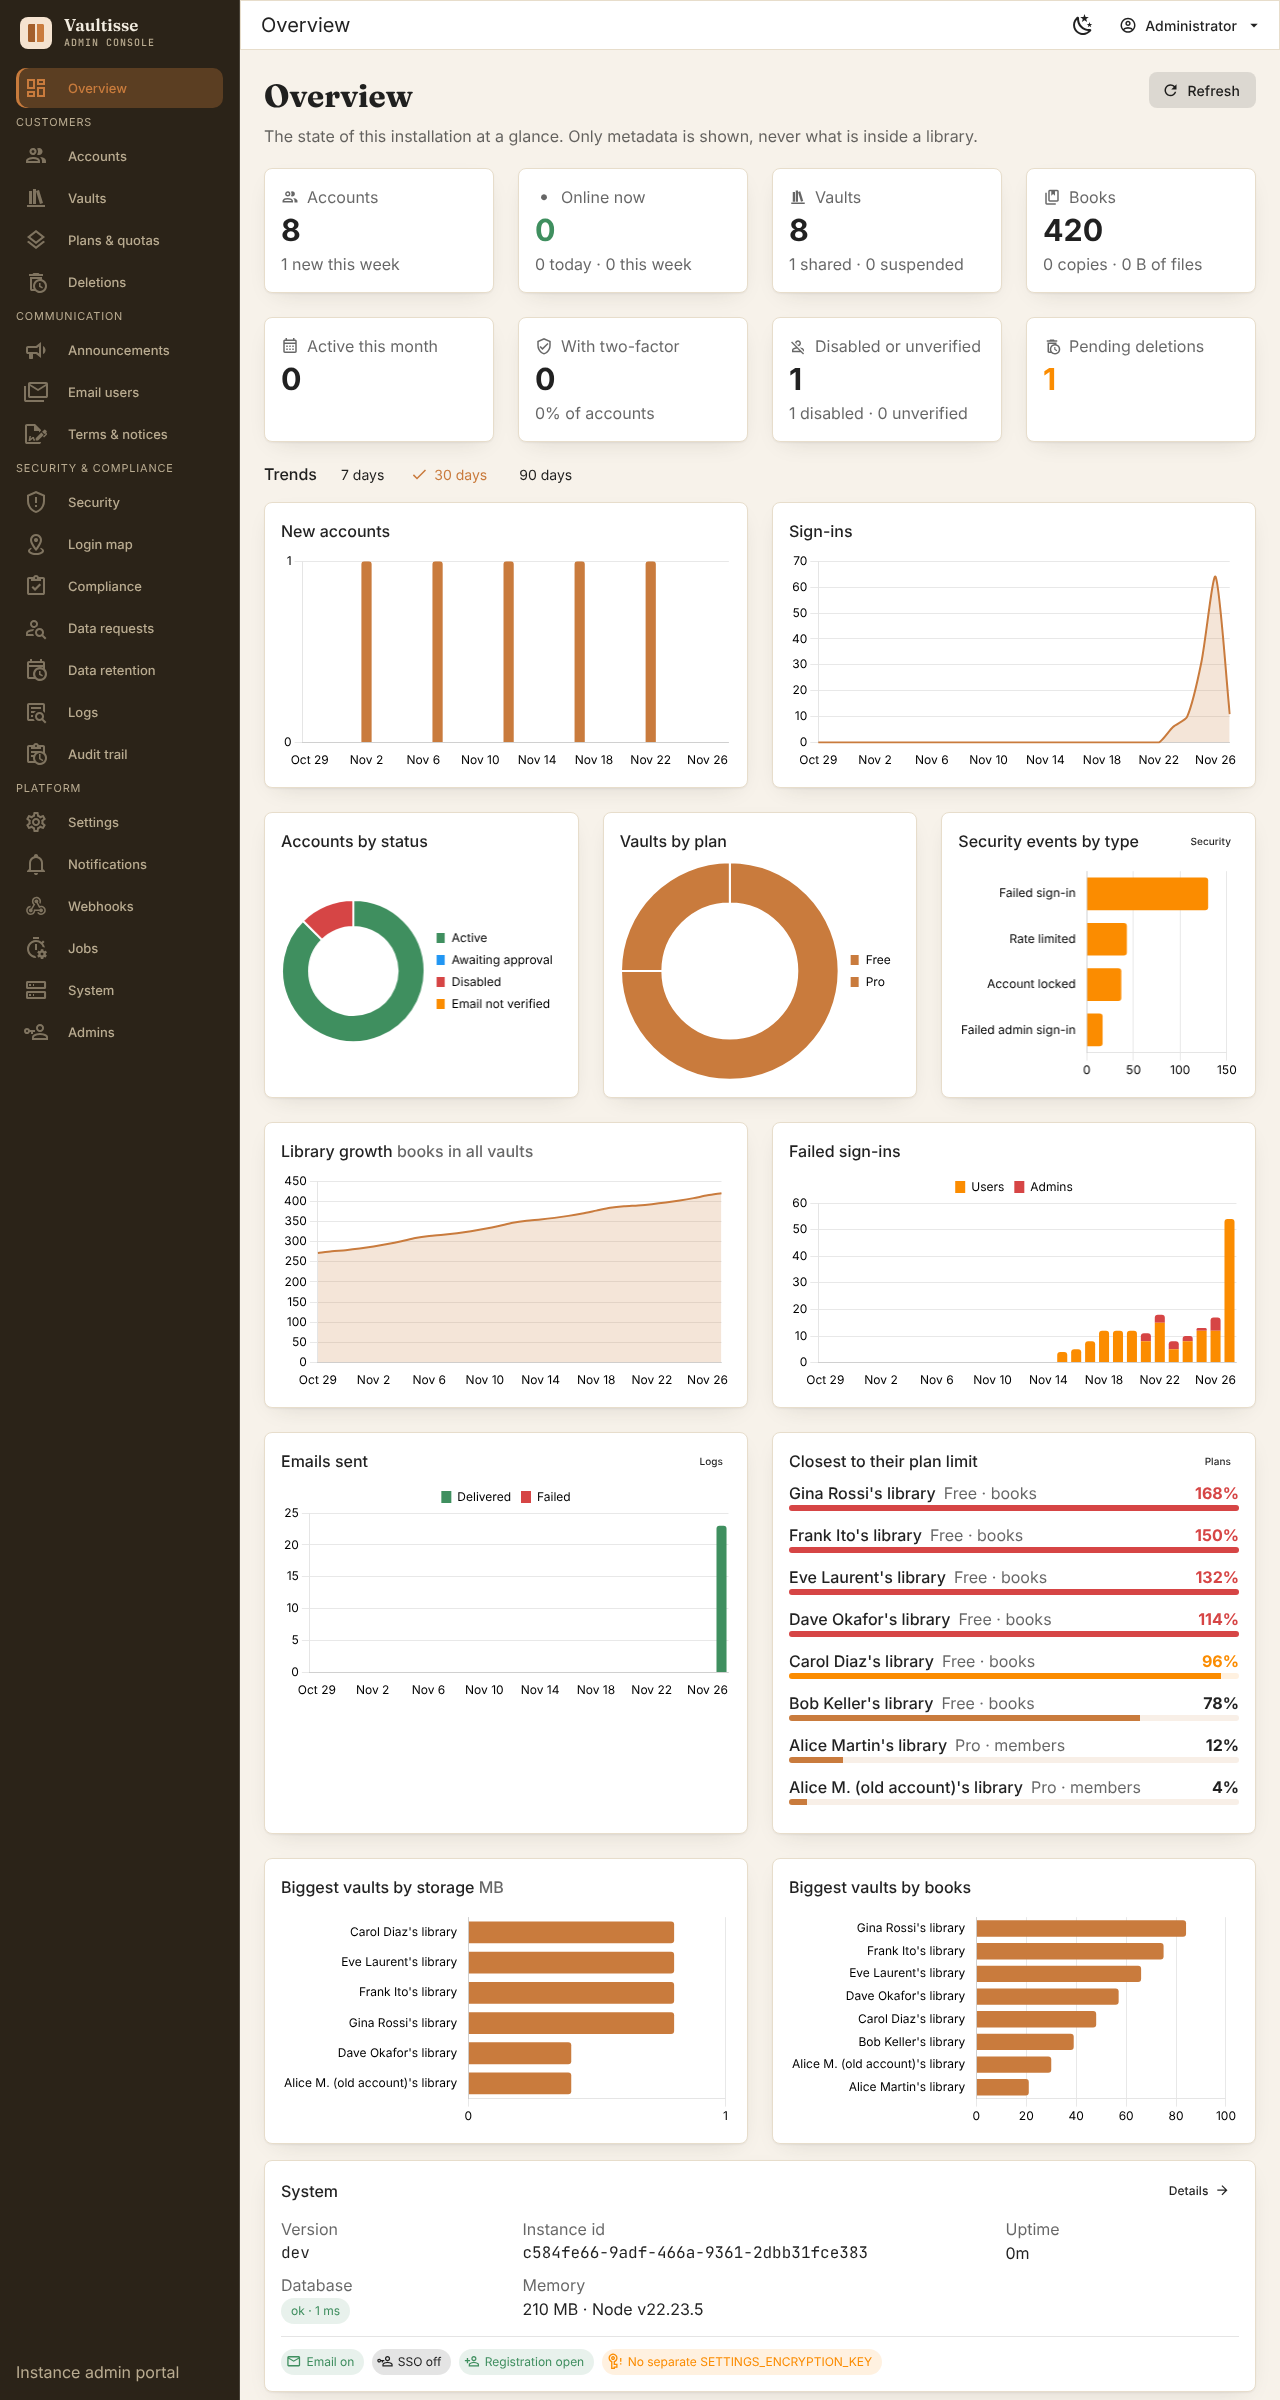 Vaultisse
ADMIN CONSOLE
Overview
CUSTOMERS
Accounts
Vaults
Plans & quotas
Deletions
COMMUNICATION
Announcements
Email users
Terms & notices
SECURITY & COMPLIANCE
Security
Login map
Compliance
Data requests
Data retention
Logs
Audit trail
PLATFORM
Settings
Notifications
Webhooks
Jobs
System
Admins
Instance admin portal
Overview
Administrator
Overview
Refresh
The state of this installation at a glance. Only metadata is shown, never what is inside a library.
Accounts
8
1 new this week
Online now
0
0 today · 0 this week
Vaults
8
1 shared · 0 suspended
Books
420
0 copies · 0 B of files
Active this month
0
With two-factor
0
0% of accounts
Disabled or unverified
1
1 disabled · 0 unverified
Pending deletions
1
Trends 7 days 30 days 90 days
New accounts
1
0
Oct 29 Nov 2 Nov 6 Nov 10 Nov 14 Nov 18 Nov 22 Nov 26
Sign-ins
70
60
50
40
30
20
10
0
Oct 29 Nov 2 Nov 6 Nov 10 Nov 14 Nov 18 Nov 22 Nov 26
Accounts by status
Active
Awaiting approval
Disabled
Email not verified
Vaults by plan
Free
Pro
Security events by type Security
Failed sign-in
Rate limited
Account locked
Failed admin sign-in
0 50 100 150
Library growth books in all vaults
450
400
350
300
250
200
150
100
50
0
Oct 29 Nov 2 Nov 6 Nov 10 Nov 14 Nov 18 Nov 22 Nov 26
Failed sign-ins
Users Admins
60
50
40
30
20
10
0
Oct 29 Nov 2 Nov 6 Nov 10 Nov 14 Nov 18 Nov 22 Nov 26
Emails sent Logs
Delivered Failed
25
20
15
10
5
0
Oct 29 Nov 2 Nov 6 Nov 10 Nov 14 Nov 18 Nov 22 Nov 26
Closest to their plan limit Plans
Gina Rossi's library Free · books 168%
Frank Ito's library Free · books 150%
Eve Laurent's library Free · books 132%
Dave Okafor's library Free · books 114%
Carol Diaz's library Free · books 96%
Bob Keller's library Free · books 78%
Alice Martin's library Pro · members 12%
Alice M. (old account)'s library Pro · members 4%
Biggest vaults by storage MB
Carol Diaz's library
Eve Laurent's library
Frank Ito's library
Gina Rossi's library
Dave Okafor's library
Alice M. (old account)'s library
0 1
Biggest vaults by books
Gina Rossi's library
Frank Ito's library
Eve Laurent's library
Dave Okafor's library
Carol Diaz's library
Bob Keller's library
Alice M. (old account)'s library
Alice Martin's library
0 20 40 60 80 100
System Details
Version
dev
Instance id
c584fe66-9adf-466a-9361-2dbb31fce383
Uptime
0m
Database
ok · 1 ms
Memory
210 MB · Node v22.23.5
Email on
SSO off
Registration open
No separate SETTINGS_ENCRYPTION_KEY